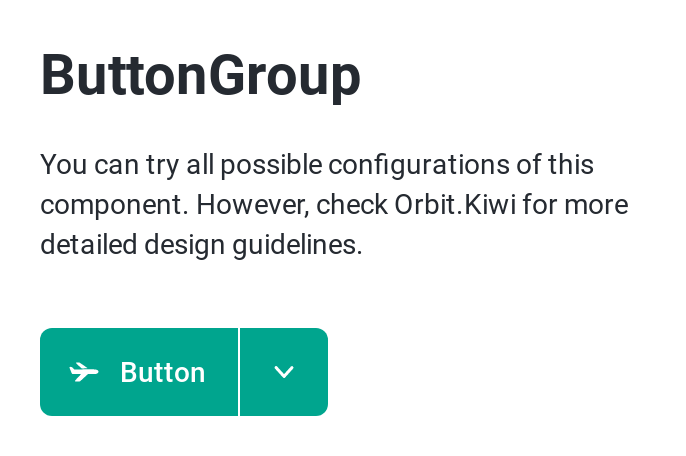 ButtonGroup
You can try all possible configurations of this
component. However, check Orbit.Kiwi for more
detailed design guidelines.
Button